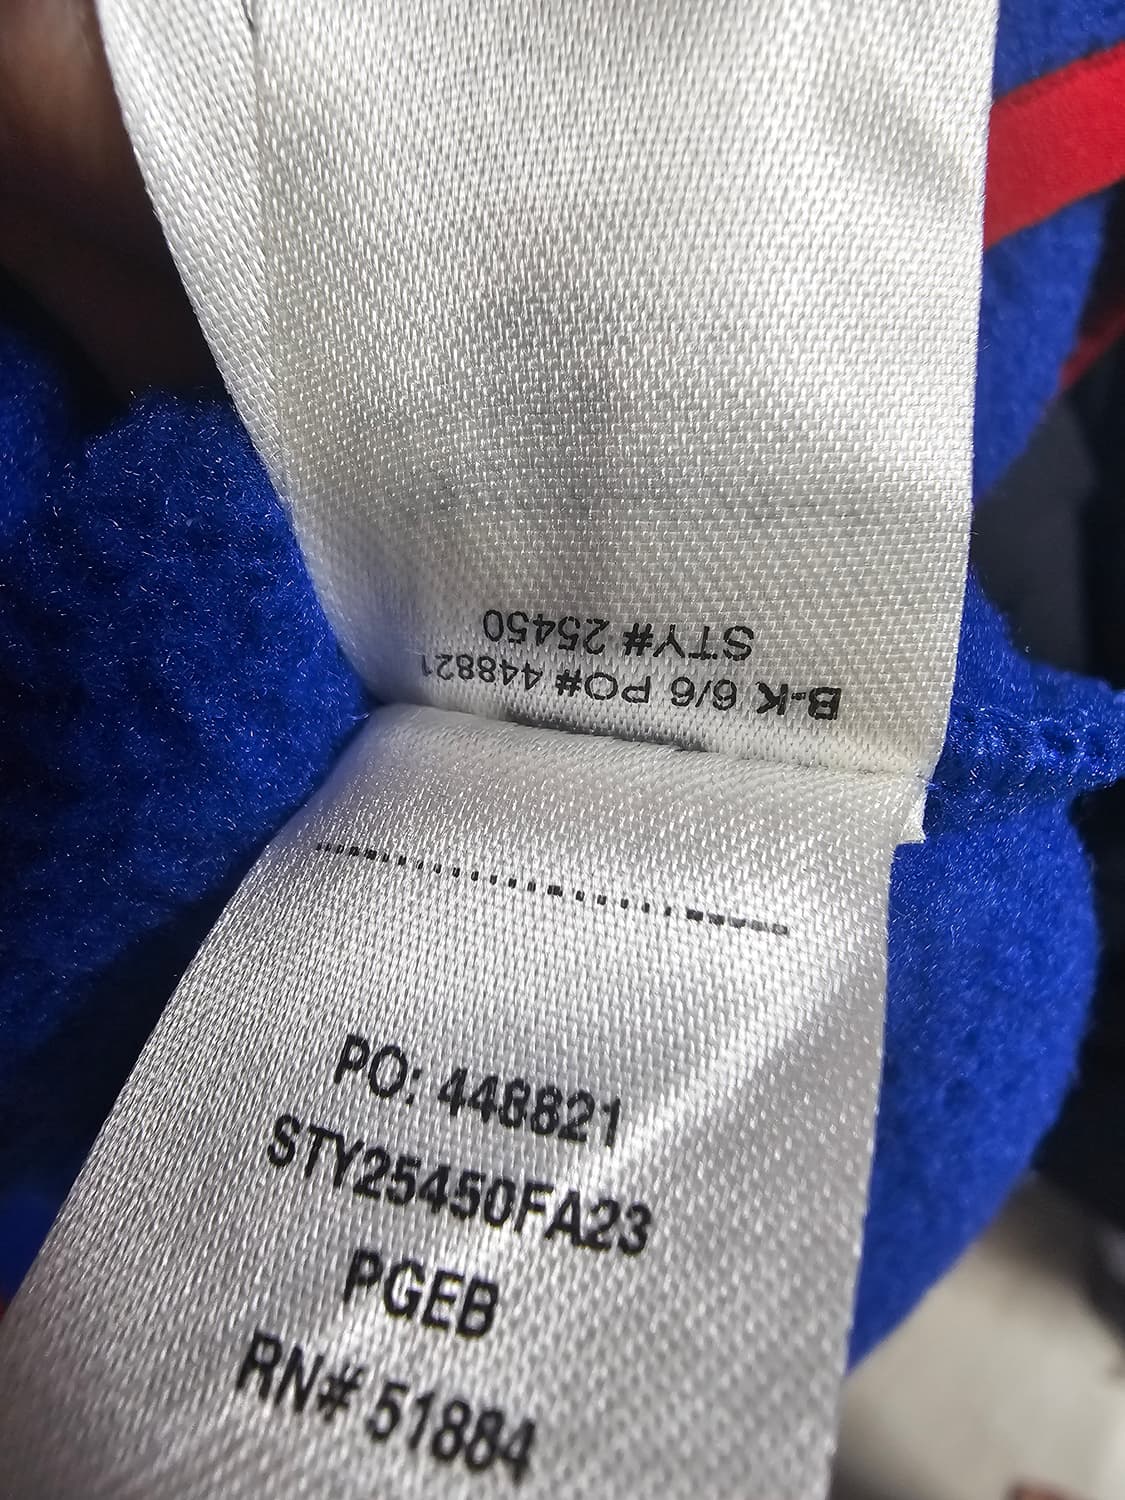 B-K 6/6 PO# 448821
STY# 25450
PO: 448821
STY25450FA23
PGEB
RN# 51884